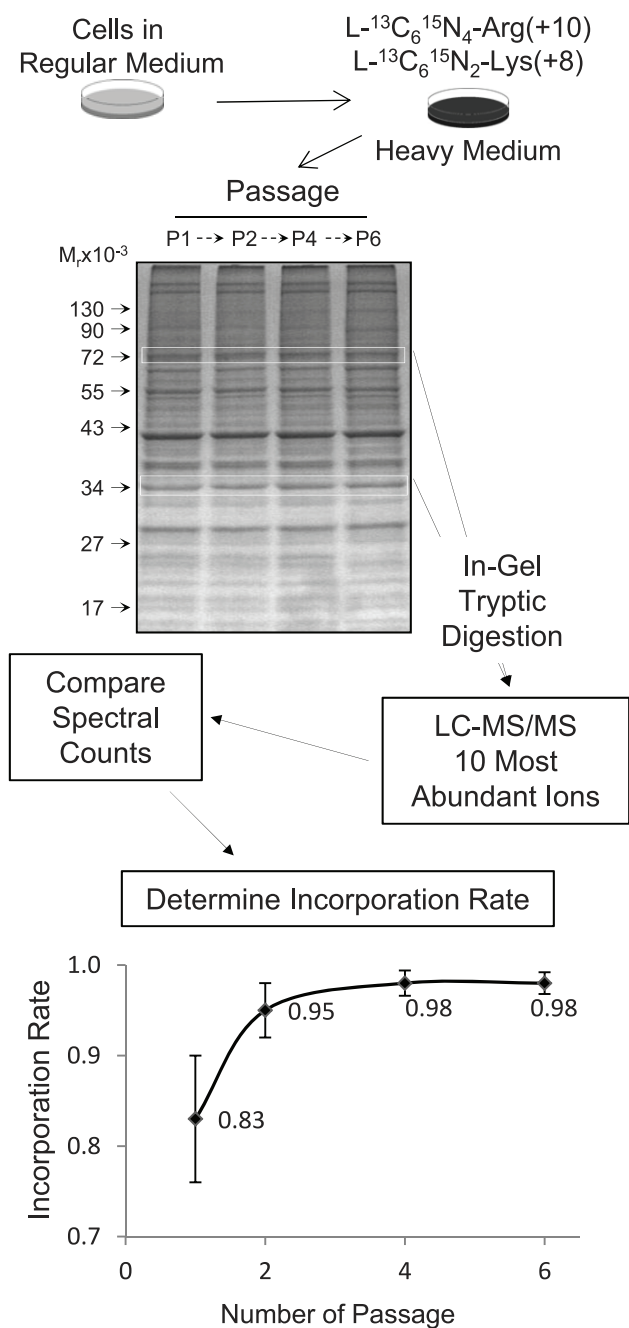 Cells in
Regular Medium
L-¹³C₆¹⁵N₄-Arg(+10)
L-¹³C₆¹⁵N₂-Lys(+8)
Heavy Medium
Passage
P1 --→ P2 --→ P4 --→ P6
Mᵣx10⁻³
130 →
90 →
72 →
55 →
43 →
34 →
27 →
17 →
In-Gel
Tryptic
Digestion
Compare
Spectral
Counts
LC-MS/MS
10 Most
Abundant Ions
Determine Incorporation Rate
Incorporation Rate
1.0
0.9
0.8
0.7
0.83
0.95
0.98
0.98
0 2 4 6
Number of Passage